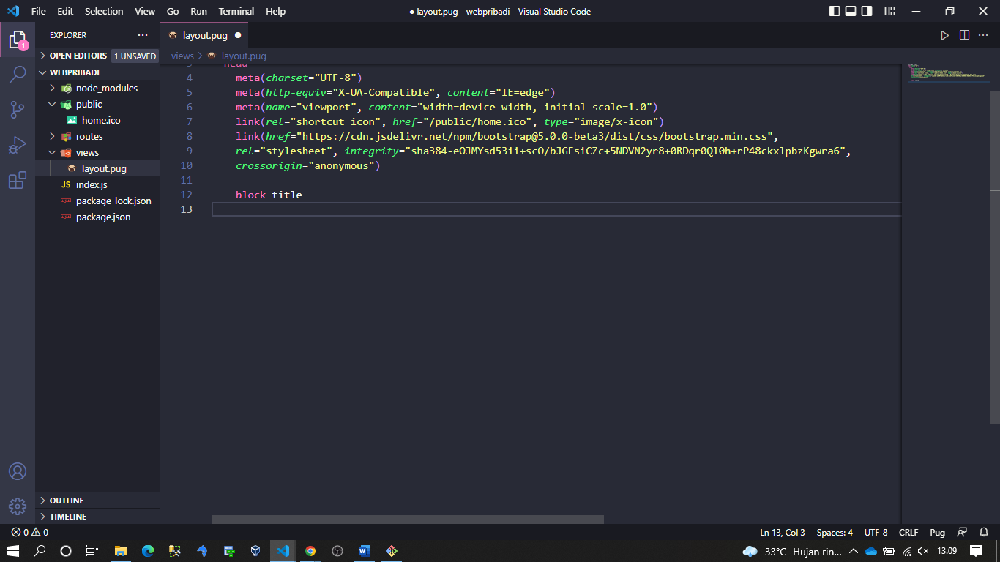 File Edit Selection View Go Run Terminal Help
● layout.pug - webpribadi - Visual Studio Code
EXPLORER
layout.pug
OPEN EDITORS 1 UNSAVED
views > layout.pug
WEBPRIBADI
node_modules
public
home.ico
routes
views
layout.pug
JS index.js
package-lock.json
package.json
3 head
4 meta(charset="UTF-8")
5 meta(http-equiv="X-UA-Compatible", content="IE=edge")
6 meta(name="viewport", content="width=device-width, initial-scale=1.0")
7 link(rel="shortcut icon", href="/public/home.ico", type="image/x-icon")
8 link(href="https://cdn.jsdelivr.net/npm/bootstrap@5.0.0-beta3/dist/css/bootstrap.min.css",
9 rel="stylesheet", integrity="sha384-eOJMYsd53ii+scO/bJGFsiCZc+5NDVN2yr8+0RDqr0Ql0h+rP48ckxlpbzKgwra6",
10 crossorigin="anonymous")
11
12 block title
13
OUTLINE
TIMELINE
0 0
Ln 13, Col 3 Spaces: 4 UTF-8 CRLF Pug
33°C Hujan rin... 13.09
1